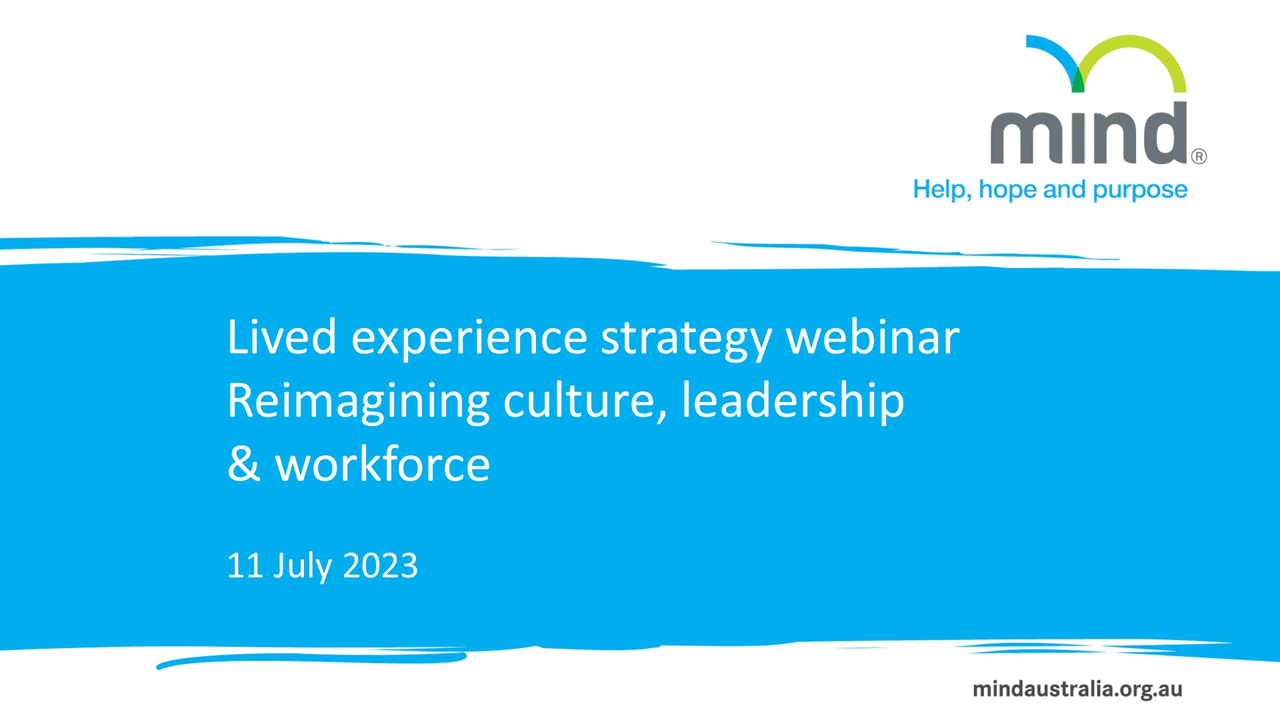 mind®
Help, hope and purpose
Lived experience strategy webinar
Reimagining culture, leadership
& workforce
11 July 2023
mindaustralia.org.au